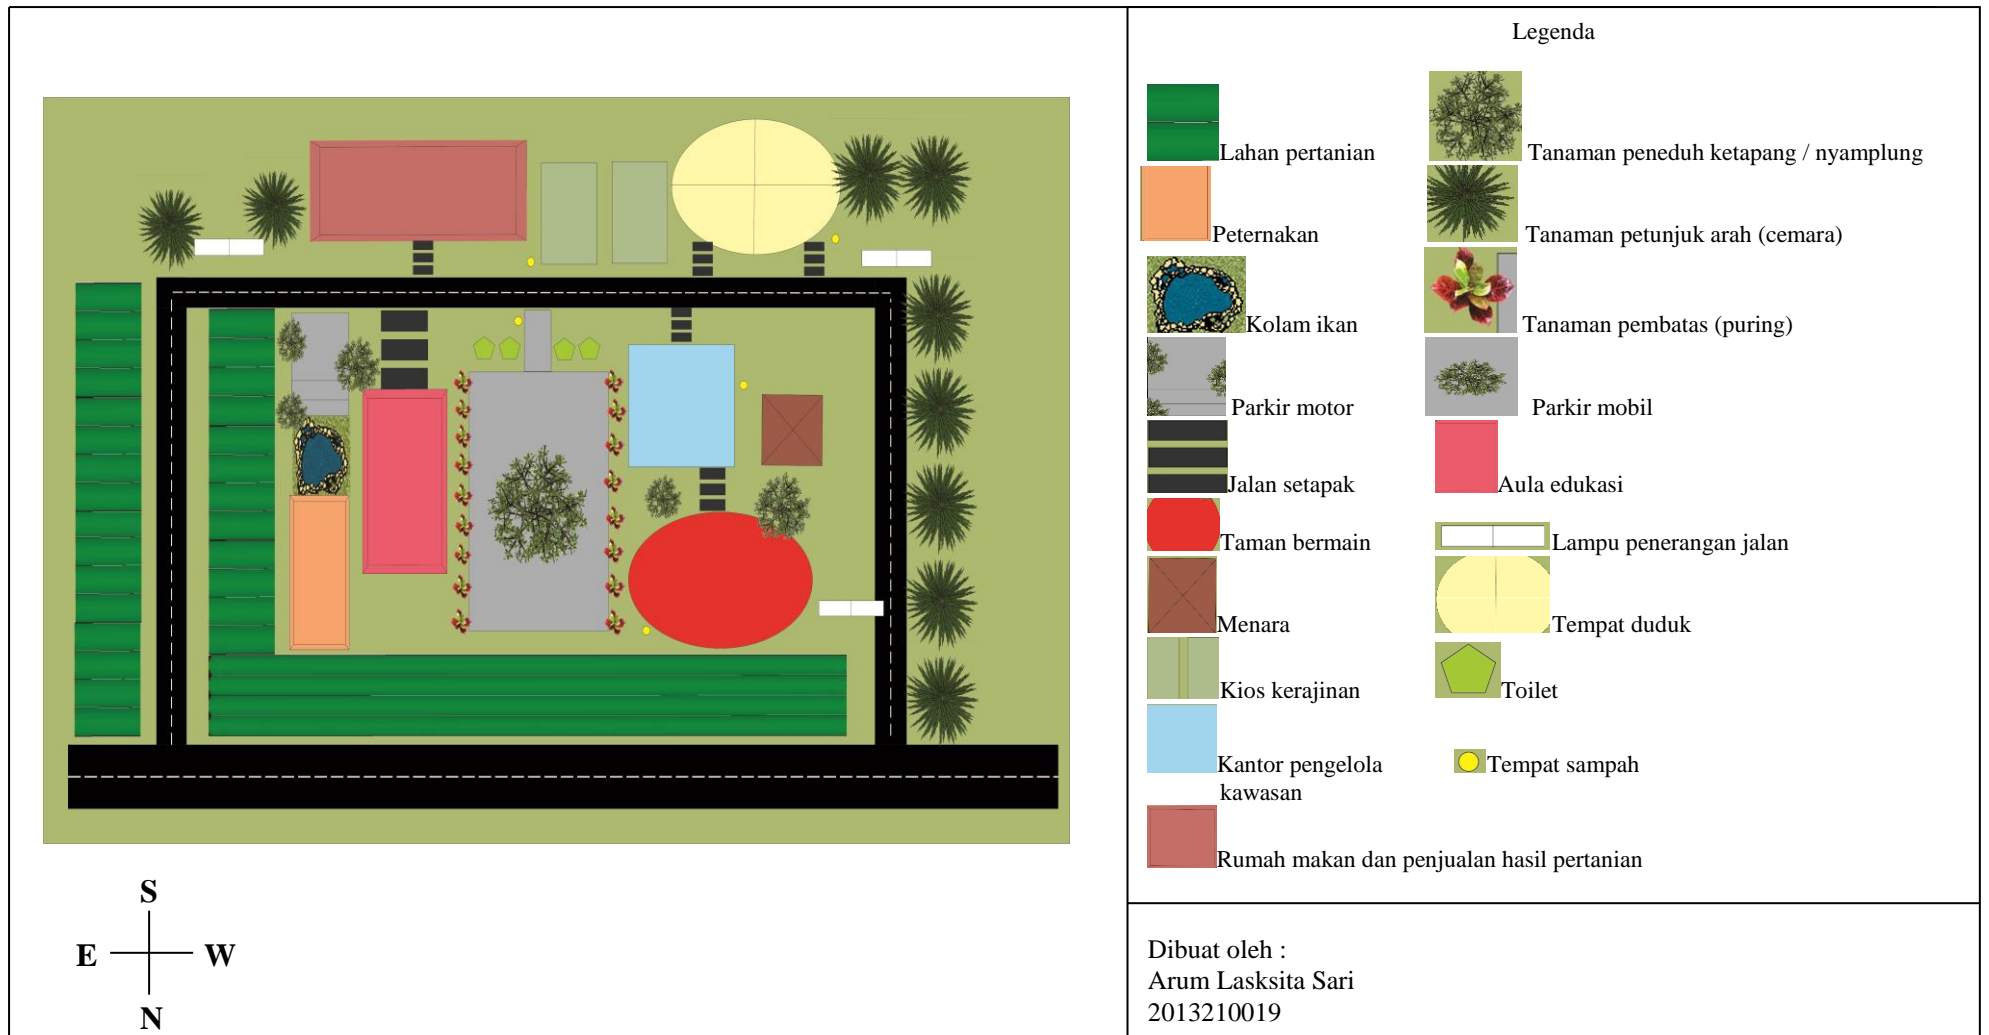 Legenda
Lahan pertanian
Tanaman peneduh ketapang / nyamplung
Peternakan
Tanaman petunjuk arah (cemara)
Kolam ikan
Tanaman pembatas (puring)
Parkir motor
Parkir mobil
Jalan setapak
Aula edukasi
Taman bermain
Lampu penerangan jalan
Menara
Tempat duduk
Kios kerajinan
Toilet
Kantor pengelola
kawasan
Tempat sampah
Rumah makan dan penjualan hasil pertanian
S
E W
N
Dibuat oleh :
Arum Lasksita Sari
2013210019